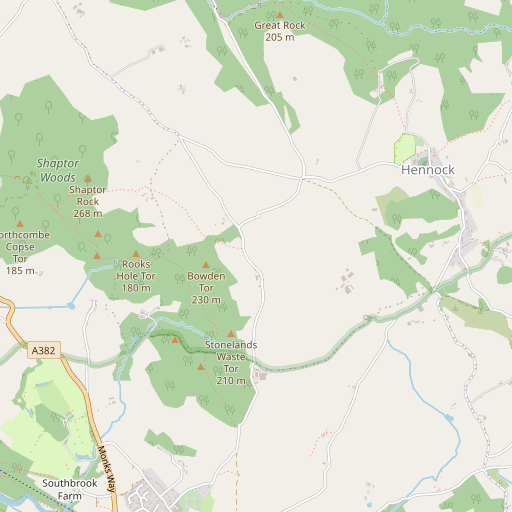 Great Rock
205 m
Hennock
Shaptor
Woods
Shaptor
Rock
268 m
Copse
Tor
185 m
Rooks
Hole Tor
180 m
Bowden
Tor
230 m
Stonelands
Waste
Tor
210 m
A382
Monks Way
Southbrook
Farm